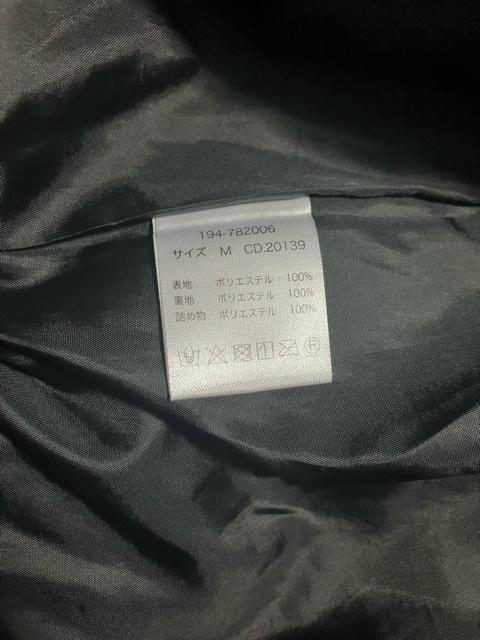 194-782006
サイズ M CD.20139
表地 ポリエステル 100%
裏地 ポリエステル 100%
詰め物 ポリエステル 100%